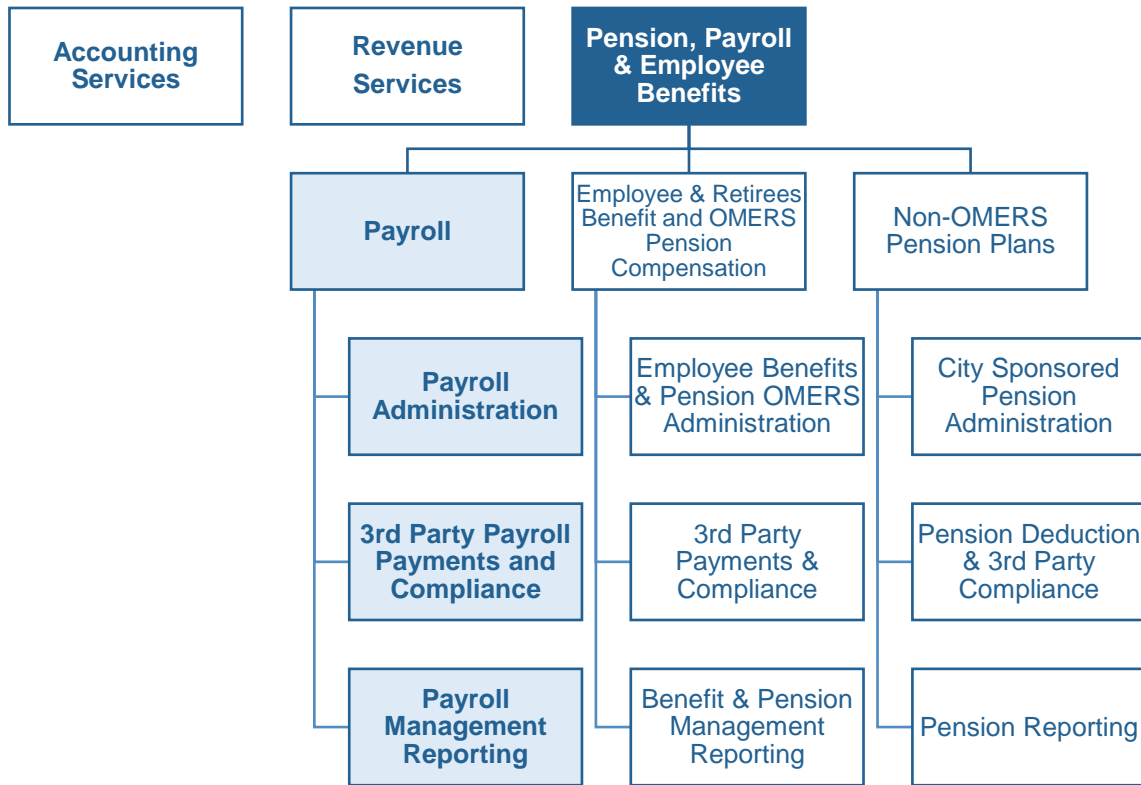 Accounting
Services
Revenue
Services
Pension, Payroll
& Employee
Benefits
Payroll
Employee & Retirees
Benefit and OMERS
Pension
Compensation
Non-OMERS
Pension Plans
Payroll
Administration
Employee Benefits
& Pension OMERS
Administration
City Sponsored
Pension
Administration
3rd Party Payroll
Payments and
Compliance
3rd Party
Payments &
Compliance
Pension Deduction
& 3rd Party
Compliance
Payroll
Management
Reporting
Benefit & Pension
Management
Reporting
Pension Reporting